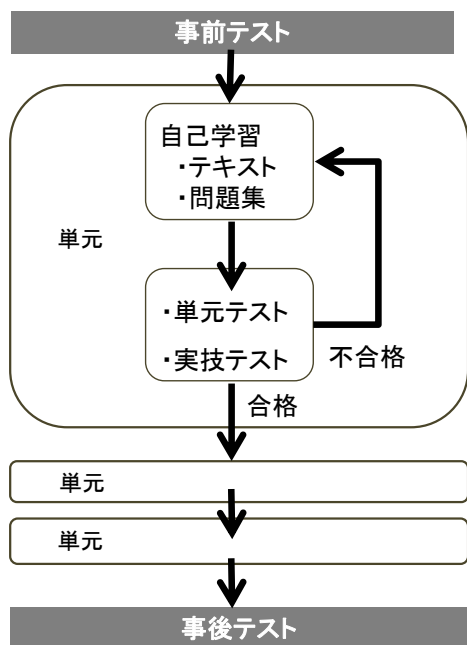 事前テスト
自己学習
・テキスト
・問題集
単元
・単元テスト
・実技テスト
不合格
合格
単元
単元
事後テスト